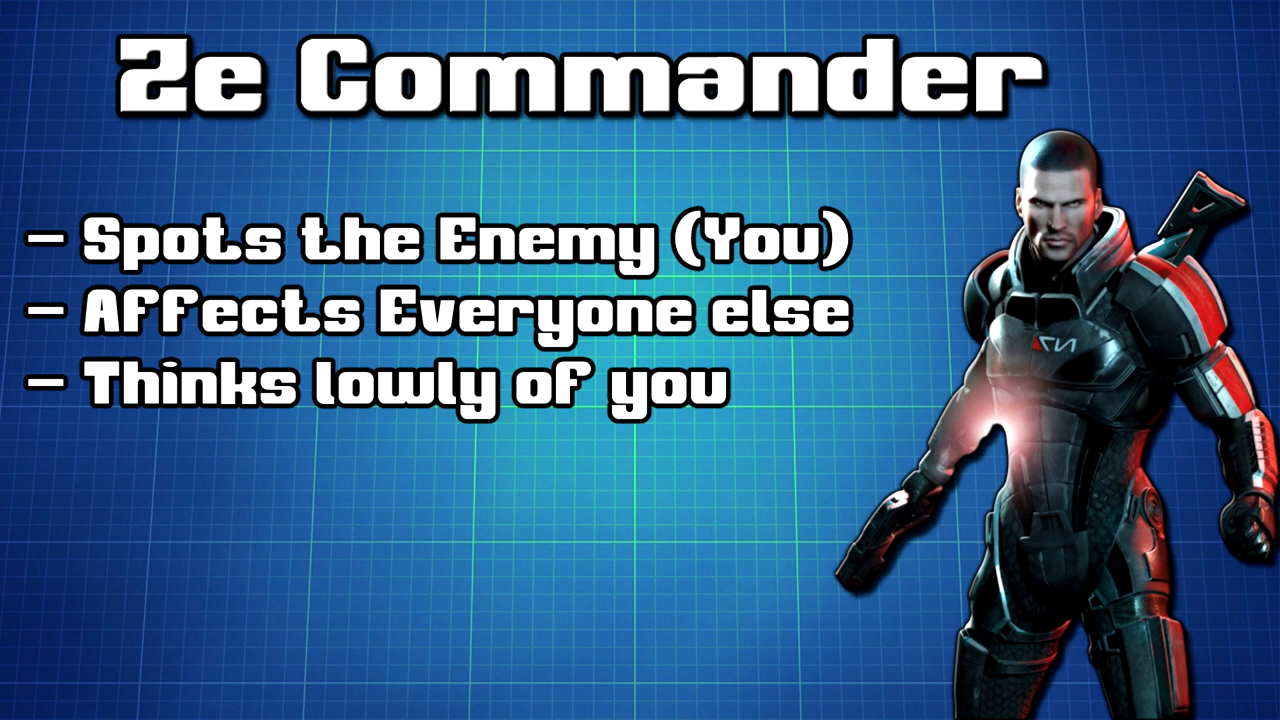 Ze Commander
- Spots the Enemy (You)
- Affects Everyone else
- Thinks lowly of you